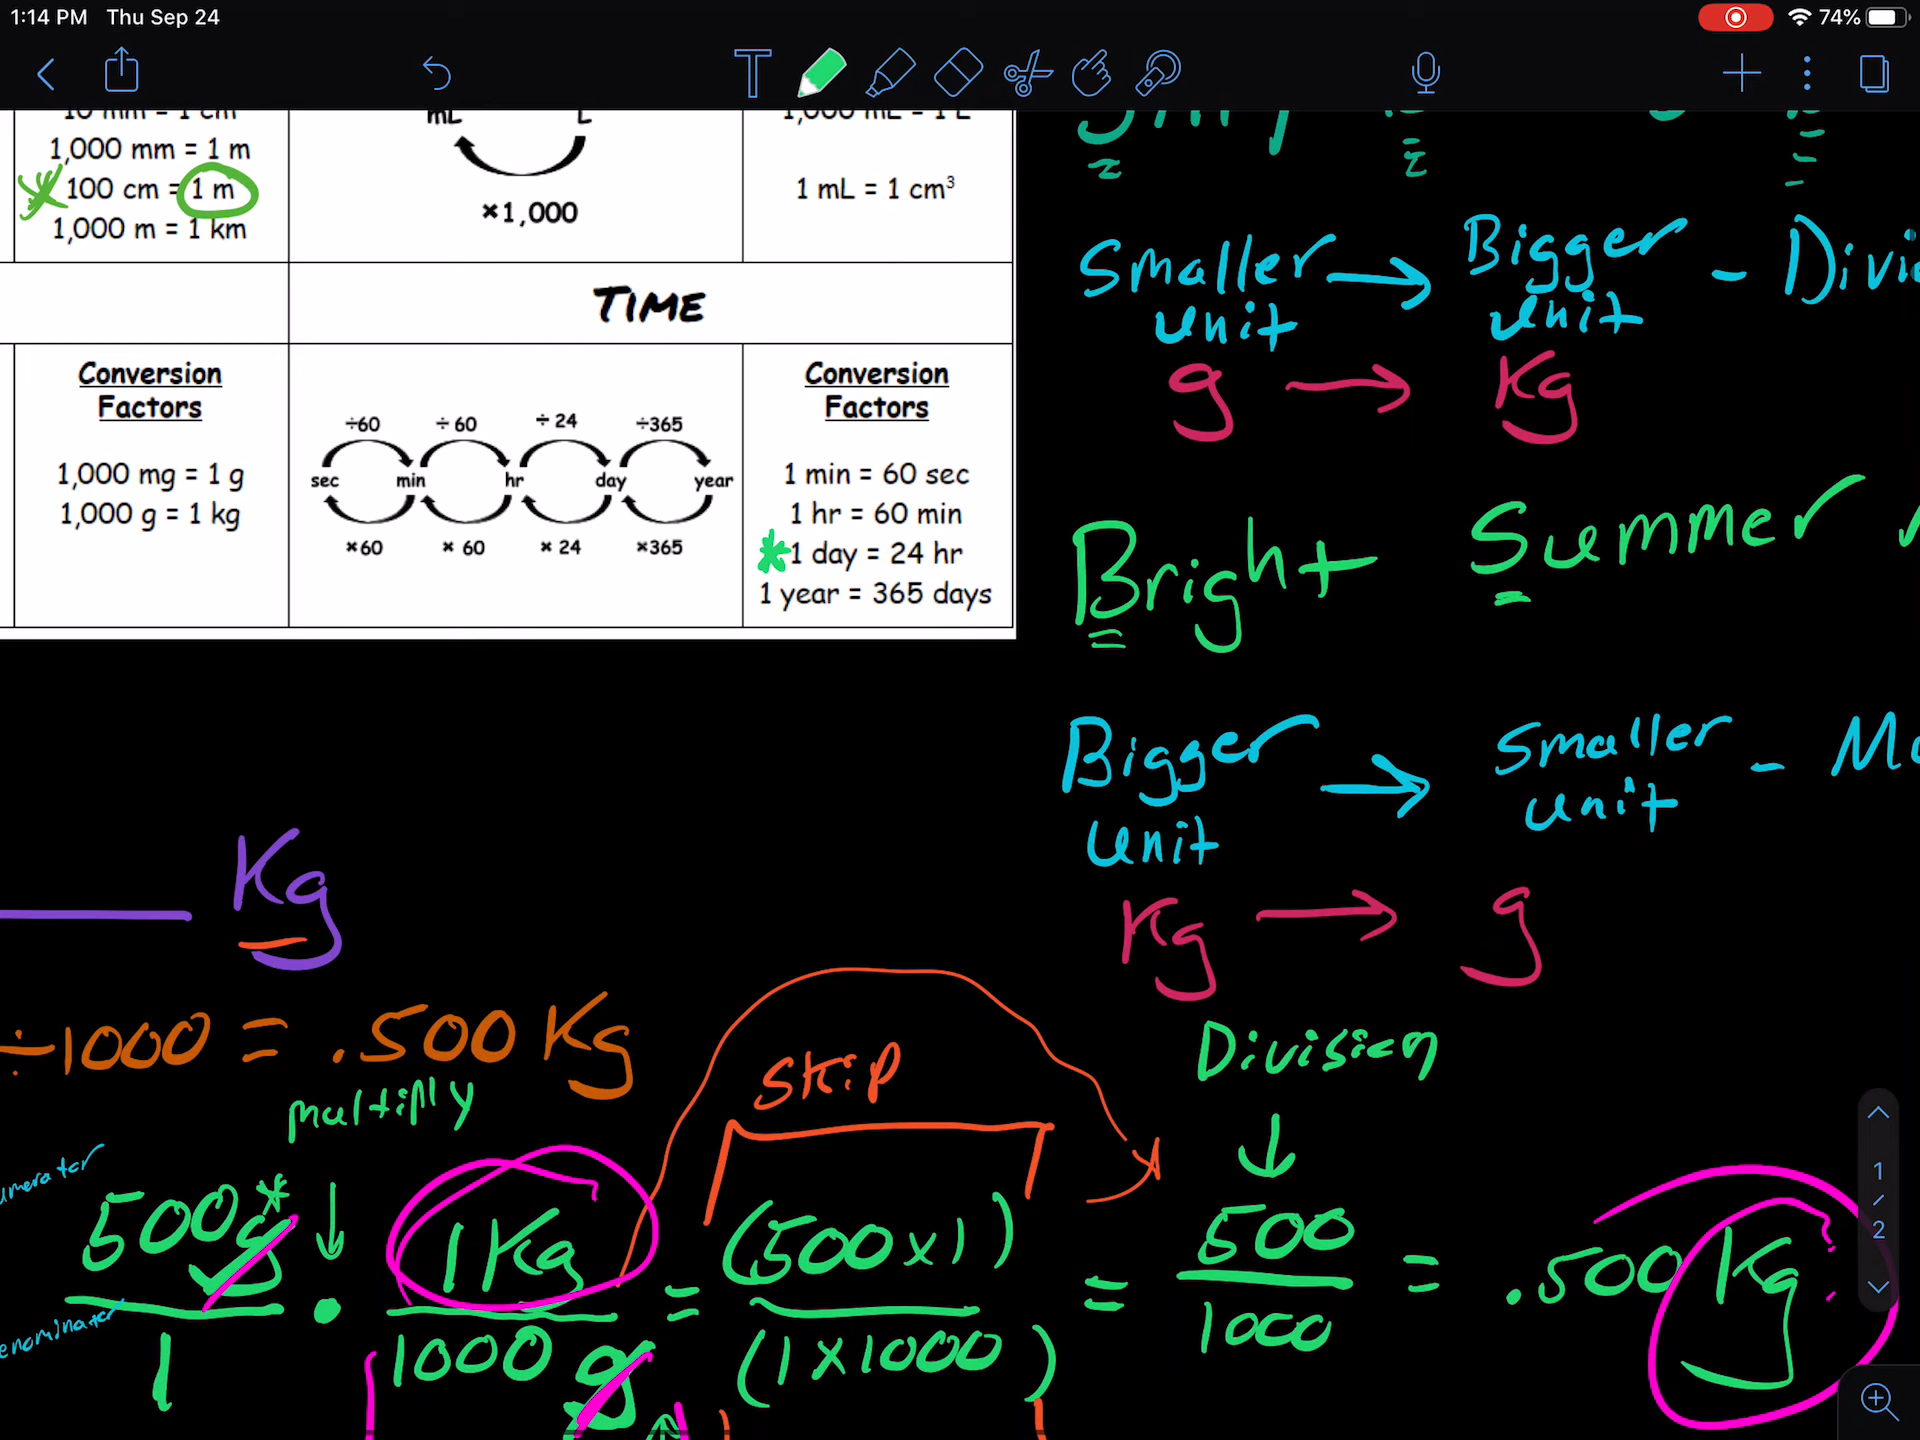 1:14 PM Thu Sep 24
74%
1,000 mm = 1 m
100 cm = 1 m
1,000 m = 1 km
mL L
×1,000
1,000 mL = 1 L
1 mL = 1 cm³
TIME
Conversion
Factors
1,000 mg = 1 g
1,000 g = 1 kg
÷60 ÷ 60 ÷ 24 ÷365
sec min hr day year
×60 × 60 × 24 ×365
Conversion
Factors
1 min = 60 sec
1 hr = 60 min
*1 day = 24 hr
1 year = 365 days
Smaller unit → Bigger unit -
g → Kg
Bright Summer
Bigger unit → Smaller unit -
Kg → g
Kg
÷1000 = .500 Kg
multiply
Skip
Division
500g* • 1Kg = (500x1) = 500 = .500 Kg
1 1000 g (1x1000) 1000
1
/
2